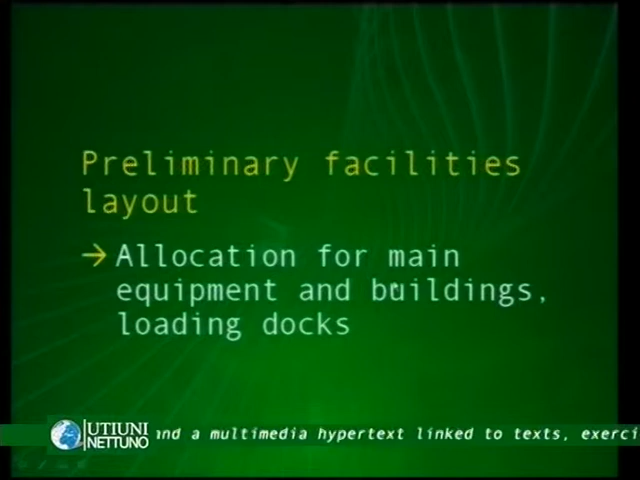 Preliminary facilities
layout
→ Allocation for main
equipment and buildings,
loading docks
UTIUNI
NETTUNO
and a multimedia hypertext linked to texts, exerci